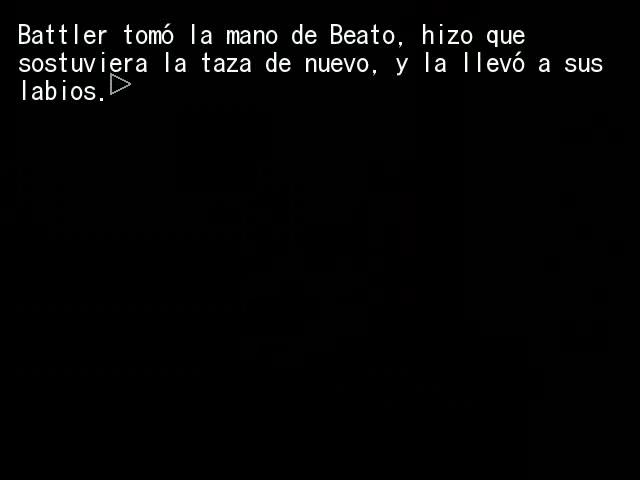 Battler tomó la mano de Beato, hizo que
sostuviera la taza de nuevo, y la llevó a sus
labios.